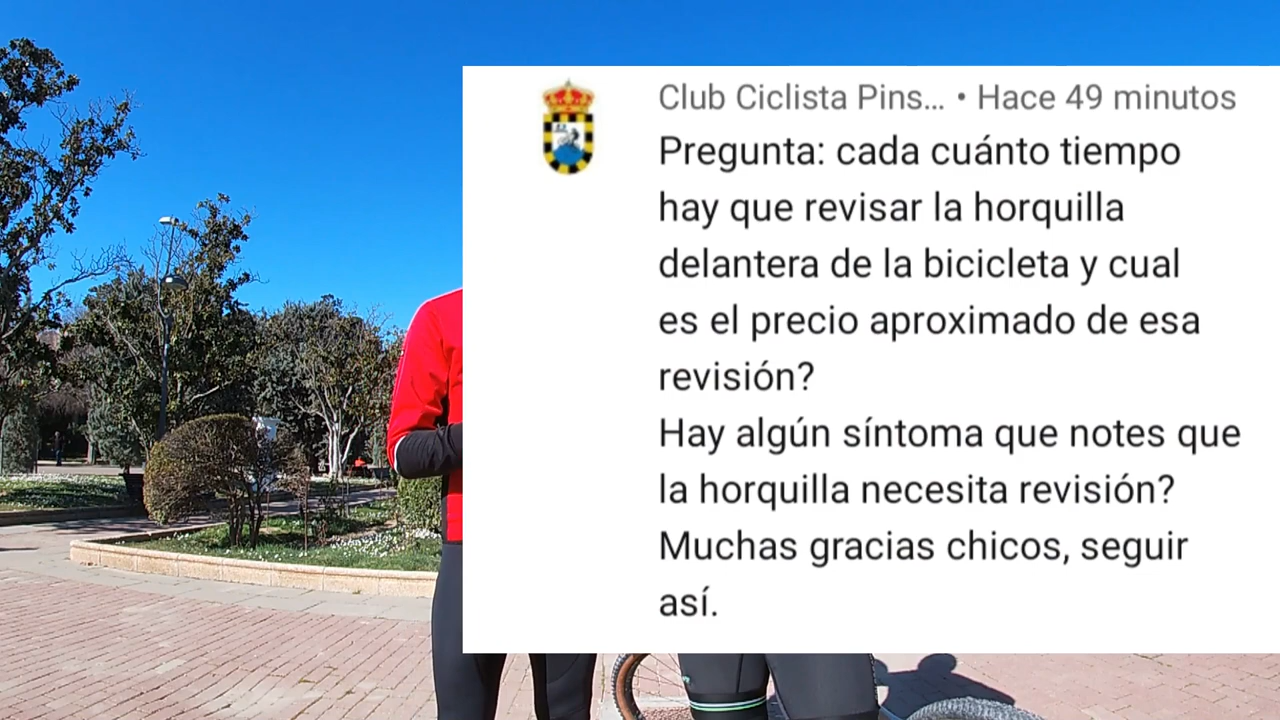 Club Ciclista Pins... • Hace 49 minutos
Pregunta: cada cuánto tiempo
hay que revisar la horquilla
delantera de la bicicleta y cual
es el precio aproximado de esa
revisión?
Hay algún síntoma que notes que
la horquilla necesita revisión?
Muchas gracias chicos, seguir
así.